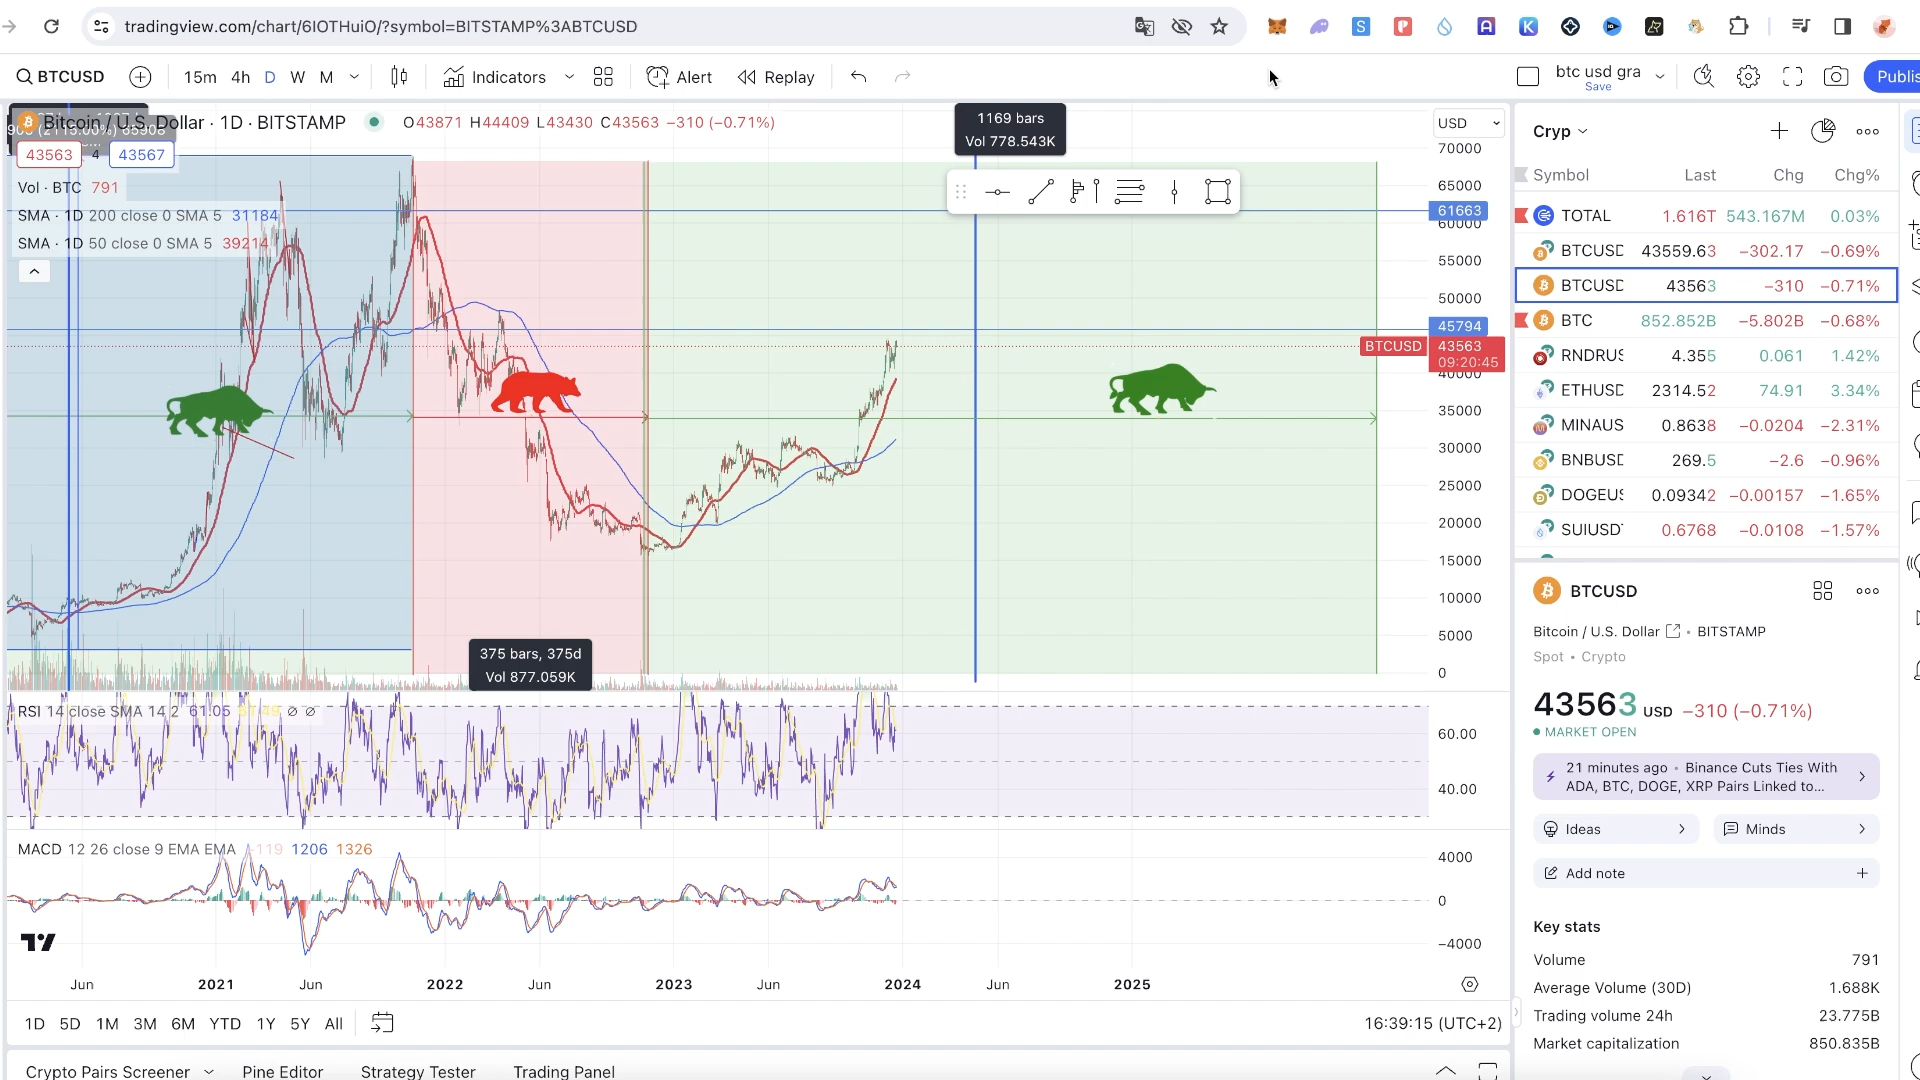 tradingview.com/chart/6IOTHuiO/?symbol=BITSTAMP%3ABTCUSD
BTCUSD 15m 4h D W M Indicators Alert Replay btc usd gra Save Publis
Bitcoin / U.S. Dollar · 1D · BITSTAMP O43871 H44409 L43430 C43563 −310 (−0.71%)
(2115.00%) 65906
43563 4 43567
Vol · BTC 791
SMA · 1D 200 close 0 SMA 5 31184
SMA · 1D 50 close 0 SMA 5 39214
1169 bars
Vol 778.543K
USD
70000
65000
61663
60000
55000
50000
45794
BTCUSD 43563
09:20:45
40000
35000
30000
25000
20000
15000
10000
5000
0
375 bars, 375d
Vol 877.059K
RSI 14 close SMA 14 2 61.05
60.00
40.00
MACD 12 26 close 9 EMA EMA −119 1206 1326
4000
0
−4000
Jun 2021 Jun 2022 Jun 2023 Jun 2024 Jun 2025
1D 5D 1M 3M 6M YTD 1Y 5Y All 16:39:15 (UTC+2)
Crypto Pairs Screener Pine Editor Strategy Tester Trading Panel
Cryp
Symbol Last Chg Chg%
TOTAL 1.616T 543.167M 0.03%
BTCUSD 43559.63 −302.17 −0.69%
BTCUSD 43563 −310 −0.71%
BTC 852.852B −5.802B −0.68%
RNDRUS 4.355 0.061 1.42%
ETHUSD 2314.52 74.91 3.34%
MINAUS 0.8638 −0.0204 −2.31%
BNBUSD 269.5 −2.6 −0.96%
DOGEUS 0.09342 −0.00157 −1.65%
SUIUSD 0.6768 −0.0108 −1.57%
BTCUSD
Bitcoin / U.S. Dollar • BITSTAMP
Spot • Crypto
43563 USD −310 (−0.71%)
MARKET OPEN
21 minutes ago • Binance Cuts Ties With
ADA, BTC, DOGE, XRP Pairs Linked to...
Ideas Minds
Add note
Key stats
Volume 791
Average Volume (30D) 1.688K
Trading volume 24h 23.775B
Market capitalization 850.835B